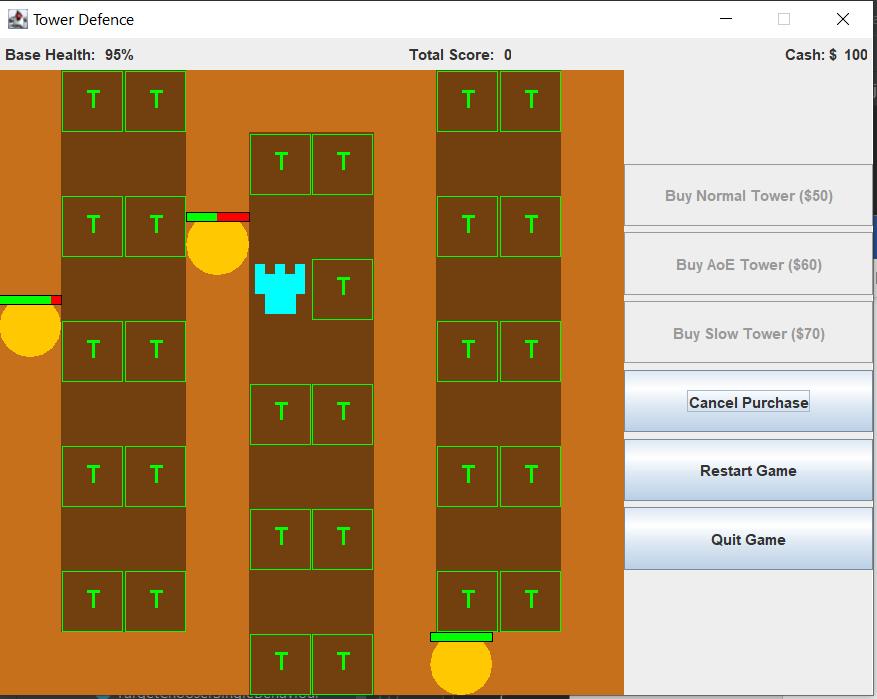 Tower Defence
Base Health: 95% Total Score: 0 Cash: $ 100
T T T T
T T
Buy Normal Tower ($50)
T T T T
Buy AoE Tower ($60)
T
Buy Slow Tower ($70)
T T T T
Cancel Purchase
T T
Restart Game
T T T T
Quit Game
T T
T T T T
T T